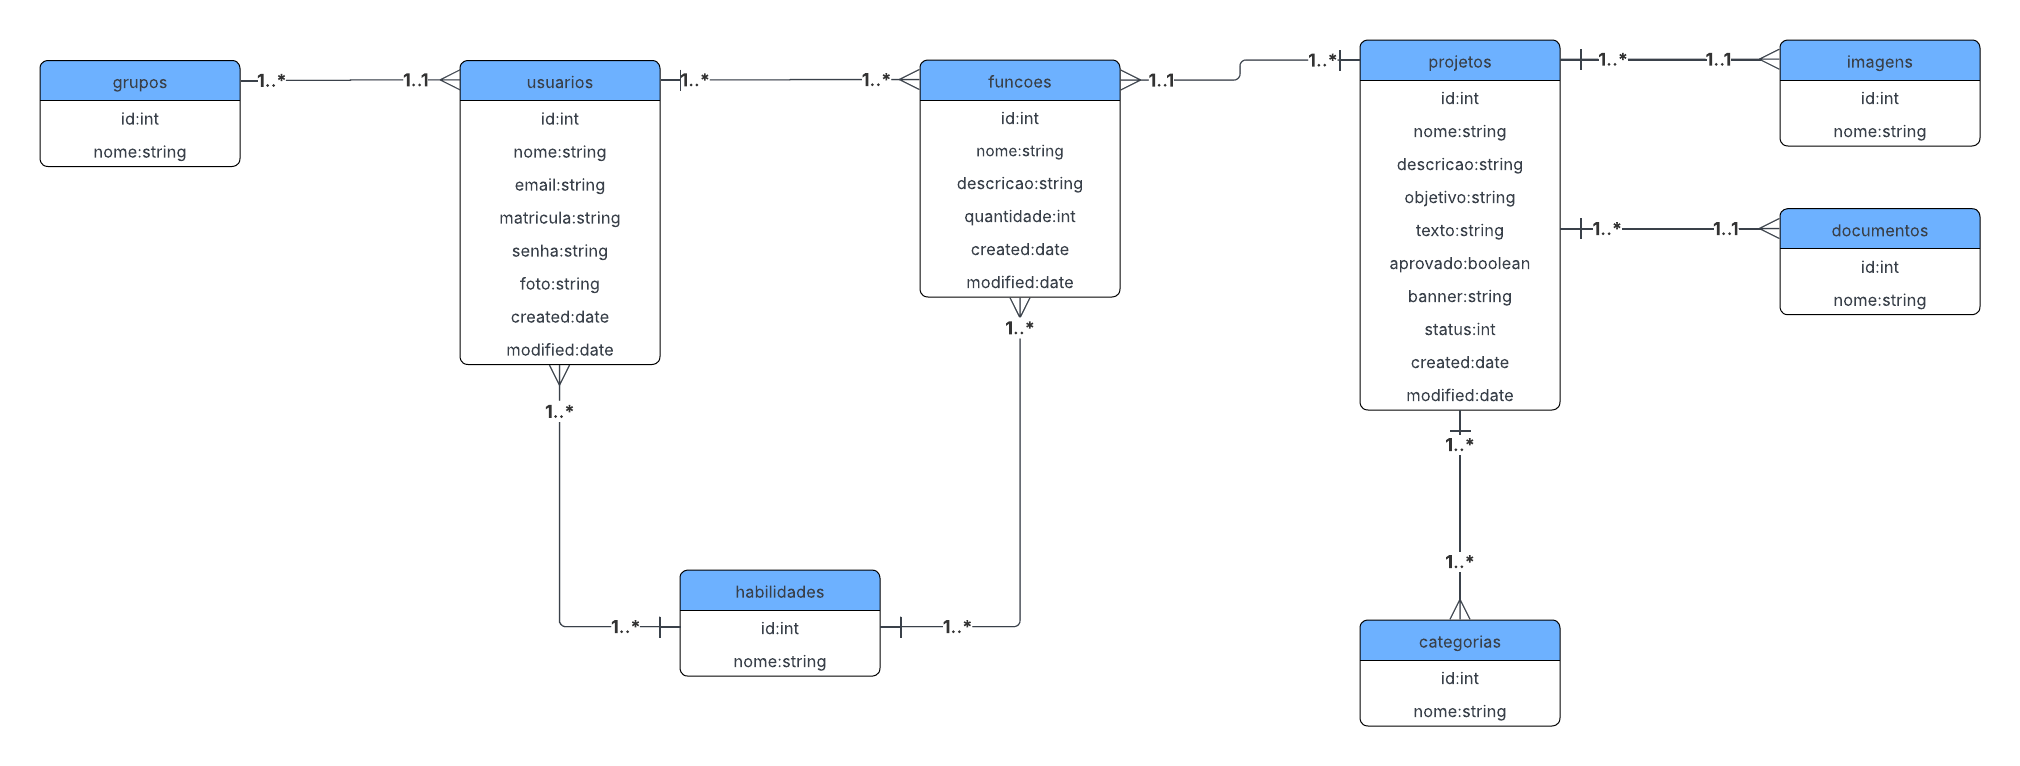 grupos
id:int
nome:string
1..*
1..1
usuarios
id:int
nome:string
email:string
matricula:string
senha:string
foto:string
created:date
modified:date
1..*
1..*
funcoes
id:int
nome:string
descricao:string
quantidade:int
created:date
modified:date
1..1
1..*
projetos
id:int
nome:string
descricao:string
objetivo:string
texto:string
aprovado:boolean
banner:string
status:int
created:date
modified:date
1..*
1..1
imagens
id:int
nome:string
1..*
1..1
documentos
id:int
nome:string
1..*
1..*
1..*
1..*
habilidades
id:int
nome:string
1..*
1..*
categorias
id:int
nome:string